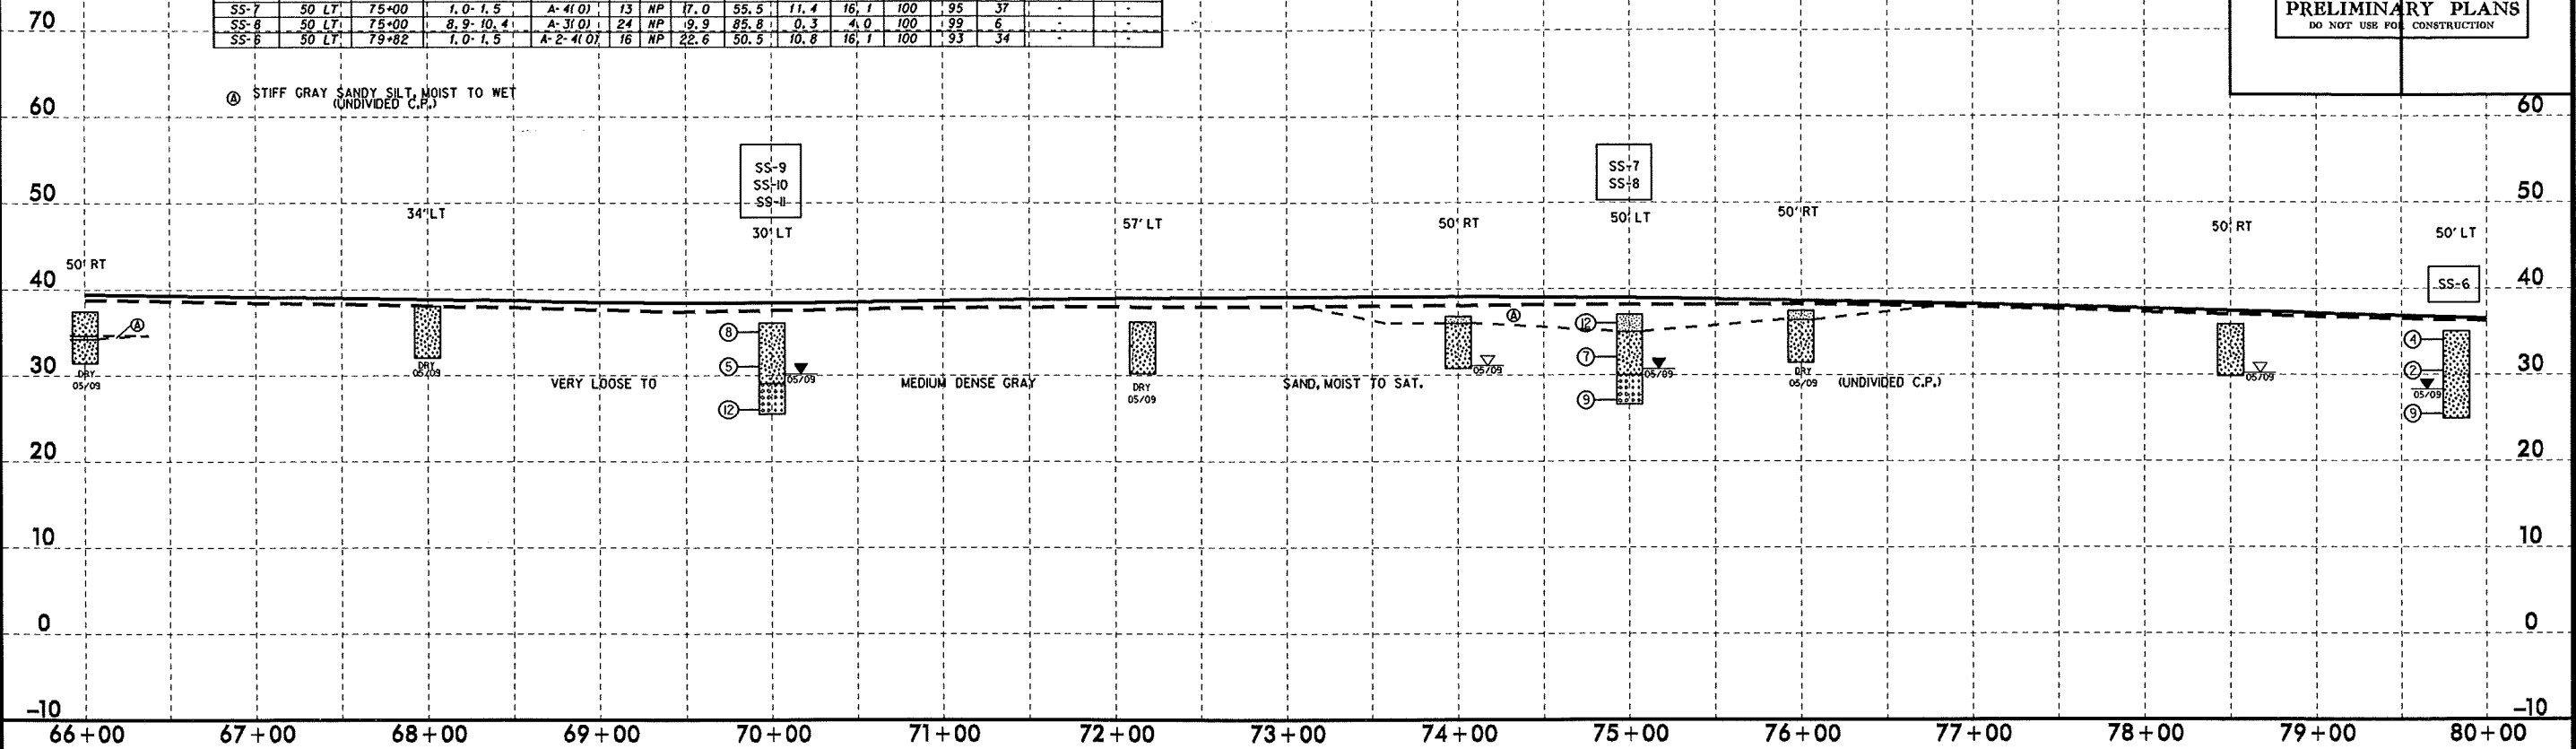 70
SS-7 50 LT 75+00 1.0-1.5 A-4(0) 13 NP 17.0 55.5 11.4 16.1 100 95 37 - -
SS-8 50 LT 75+00 8.9-10.4 A-3(0) 24 NP 9.9 85.8 0.3 4.0 100 99 6 - -
SS-6 50 LT 79+82 1.0-1.5 A-2-4(0) 16 NP 22.6 50.5 10.8 16.1 100 93 34 - -
PRELIMINARY PLANS
DO NOT USE FOR CONSTRUCTION
A STIFF GRAY SANDY SILT, MOIST TO WET
(UNDIVIDED C.P.)
60 60
SS-9
SS-10
SS-11
SS-7
SS-8
50 50
34' LT
30' LT
57' LT
50' RT
50' LT
50' RT
50' RT
50' LT
50' RT
40 40
SS-6
A
8
A
12
4
5
7
2
30 30
DRY
05/09
DRY
05/09
05/09
DRY
05/09
05/09
05/09
DRY
05/09
05/09
05/09
VERY LOOSE TO MEDIUM DENSE GRAY SAND, MOIST TO SAT. (UNDIVIDED C.P.)
12
9
9
20 20
10 10
0 0
-10 -10
66+00 67+00 68+00 69+00 70+00 71+00 72+00 73+00 74+00 75+00 76+00 77+00 78+00 79+00 80+00